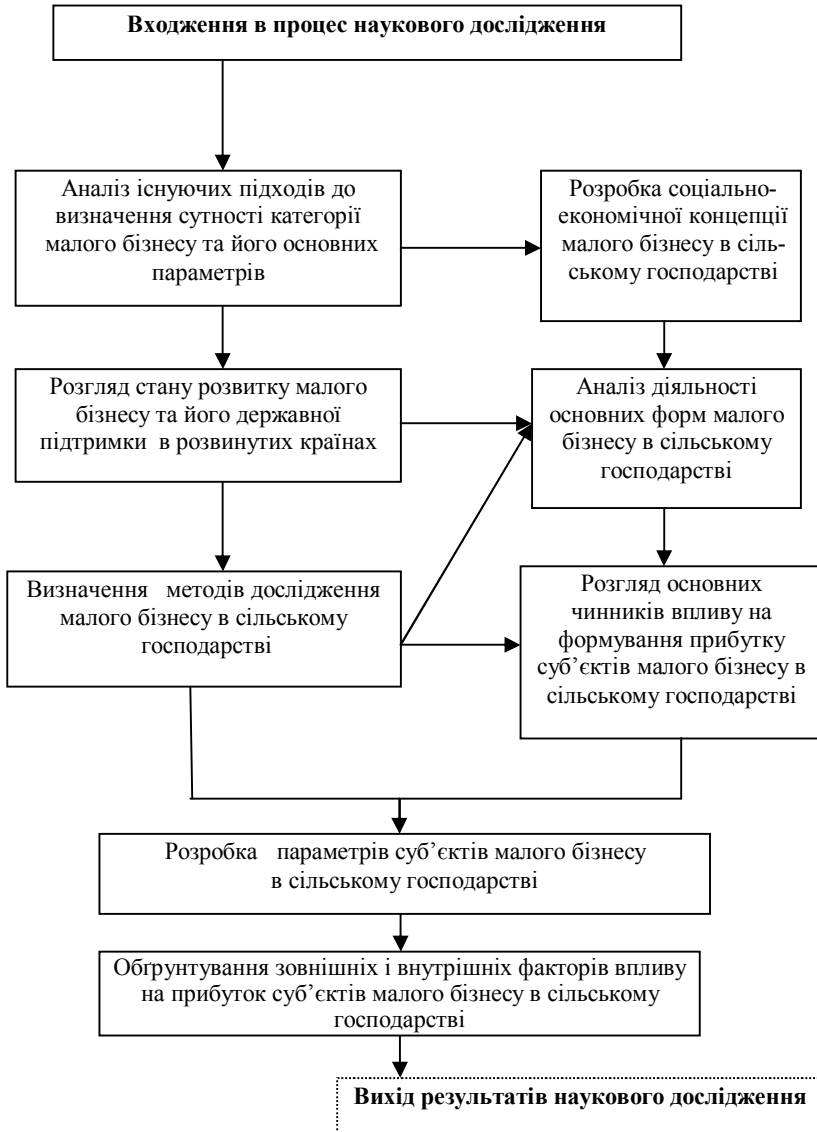 Входження в процес наукового дослідження
Аналіз існуючих підходів до
визначення сутності категорії
малого бізнесу та його основних
параметрів
Розробка соціально-
економічної концепції
малого бізнесу в сіль-
ському господарстві
Розгляд стану розвитку малого
бізнесу та його державної
підтримки в розвинутих країнах
Аналіз діяльності
основних форм малого
бізнесу в сільському
господарстві
Визначення методів дослідження
малого бізнесу в сільському
господарстві
Розгляд основних
чинників впливу на
формування прибутку
суб’єктів малого бізнесу в
сільському господарстві
Розробка параметрів суб’єктів малого бізнесу
в сільському господарстві
Обґрунтування зовнішніх і внутрішніх факторів впливу
на прибуток суб’єктів малого бізнесу в сільському
господарстві
Вихід результатів наукового дослідження